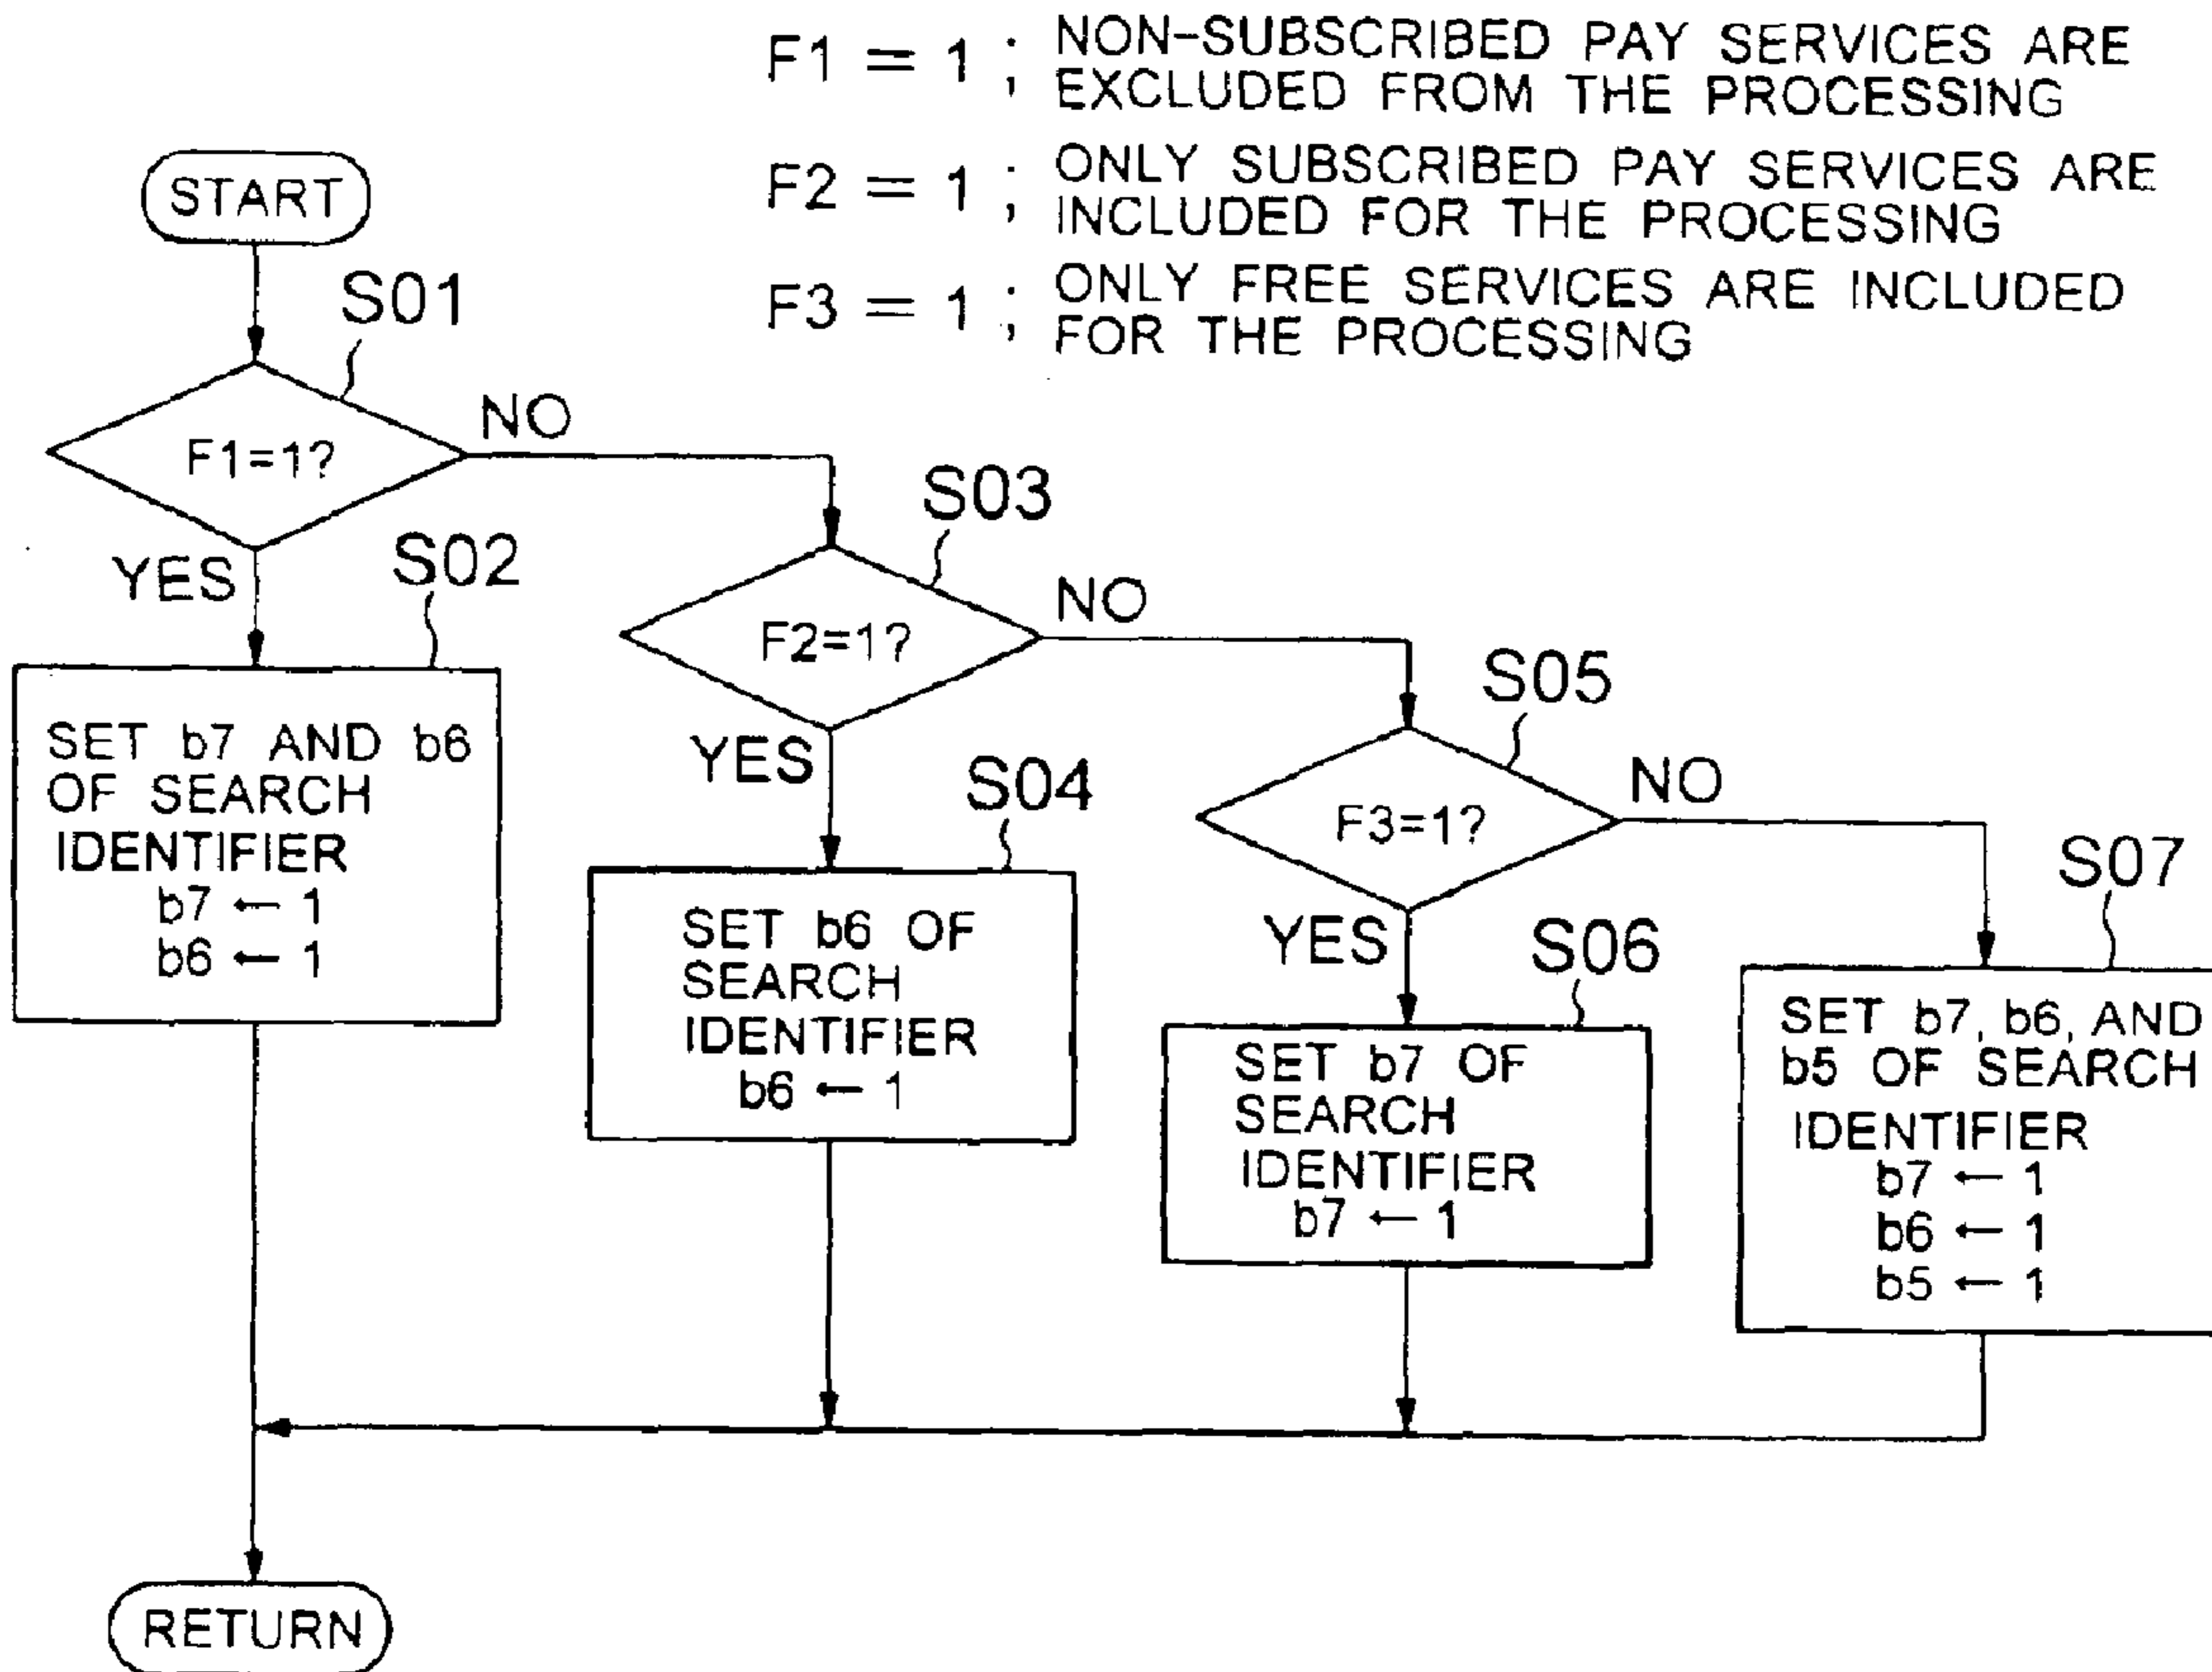 F1 = 1 ; NON-SUBSCRIBED PAY SERVICES ARE
EXCLUDED FROM THE PROCESSING
F2 = 1 ; ONLY SUBSCRIBED PAY SERVICES ARE
INCLUDED FOR THE PROCESSING
F3 = 1 ; ONLY FREE SERVICES ARE INCLUDED
FOR THE PROCESSING
START
S01
F1=1?
NO
YES
S02
SET b7 AND b6
OF SEARCH
IDENTIFIER
b7 ← 1
b6 ← 1
S03
F2=1?
NO
YES
S04
SET b6 OF
SEARCH
IDENTIFIER
b6 ← 1
S05
F3=1?
NO
YES
S06
SET b7 OF
SEARCH
IDENTIFIER
b7 ← 1
S07
SET b7, b6, AND
b5 OF SEARCH
IDENTIFIER
b7 ← 1
b6 ← 1
b5 ← 1
RETURN